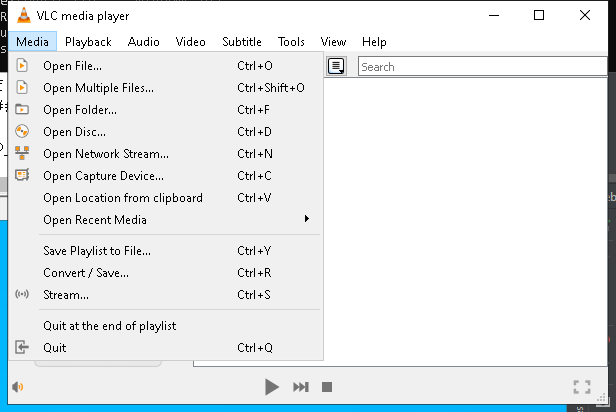 VLC media player
Media Playback Audio Video Subtitle Tools View Help
Open File... Ctrl+O
Search
Open Multiple Files... Ctrl+Shift+O
Open Folder... Ctrl+F
Open Disc... Ctrl+D
Open Network Stream... Ctrl+N
Open Capture Device... Ctrl+C
Open Location from clipboard Ctrl+V
Open Recent Media
Save Playlist to File... Ctrl+Y
Convert / Save... Ctrl+R
Stream... Ctrl+S
Quit at the end of playlist
Quit Ctrl+Q